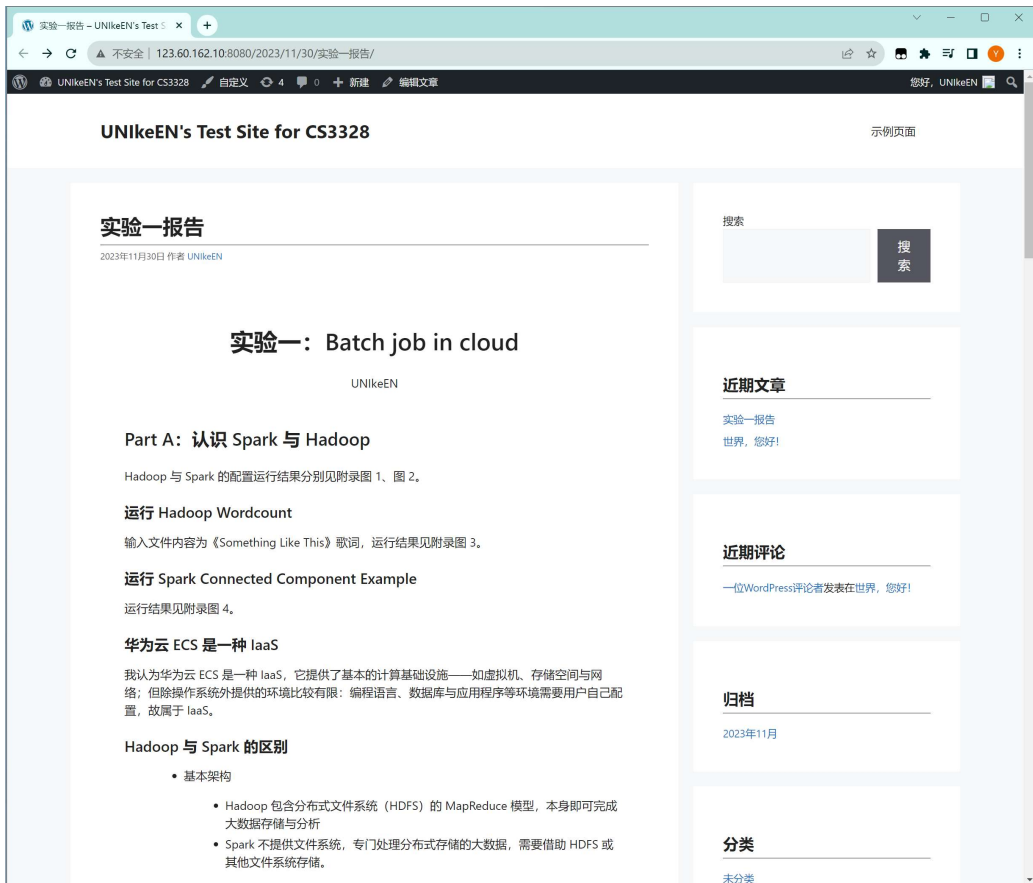 实验一报告 – UNIkeEN's Test S
不安全 | 123.60.162.10:8080/2023/11/30/实验一报告/
Y
UNIkeEN's Test Site for CS3328 自定义 4 0 新建 编辑文章 您好，UNIkeEN
UNIkeEN's Test Site for CS3328
示例页面
实验一报告
2023年11月30日 作者 UNIkeEN
实验一：Batch job in cloud
UNIkeEN
Part A：认识 Spark 与 Hadoop
Hadoop 与 Spark 的配置运行结果分别见附录图 1、图 2。
运行 Hadoop Wordcount
输入文件内容为《Something Like This》歌词，运行结果见附录图 3。
运行 Spark Connected Component Example
运行结果见附录图 4。
华为云 ECS 是一种 IaaS
我认为华为云 ECS 是一种 IaaS，它提供了基本的计算基础设施——如虚拟机、存储空间与网
络；但除操作系统外提供的环境比较有限：编程语言、数据库与应用程序等环境需要用户自己配
置，故属于 IaaS。
Hadoop 与 Spark 的区别
• 基本架构
• Hadoop 包含分布式文件系统（HDFS）的 MapReduce 模型，本身即可完成
大数据存储与分析
• Spark 不提供文件系统，专门处理分布式存储的大数据，需要借助 HDFS 或
其他文件系统存储。
搜索
搜
索
近期文章
实验一报告
世界，您好！
近期评论
一位WordPress评论者发表在世界，您好！
归档
2023年11月
分类
未分类